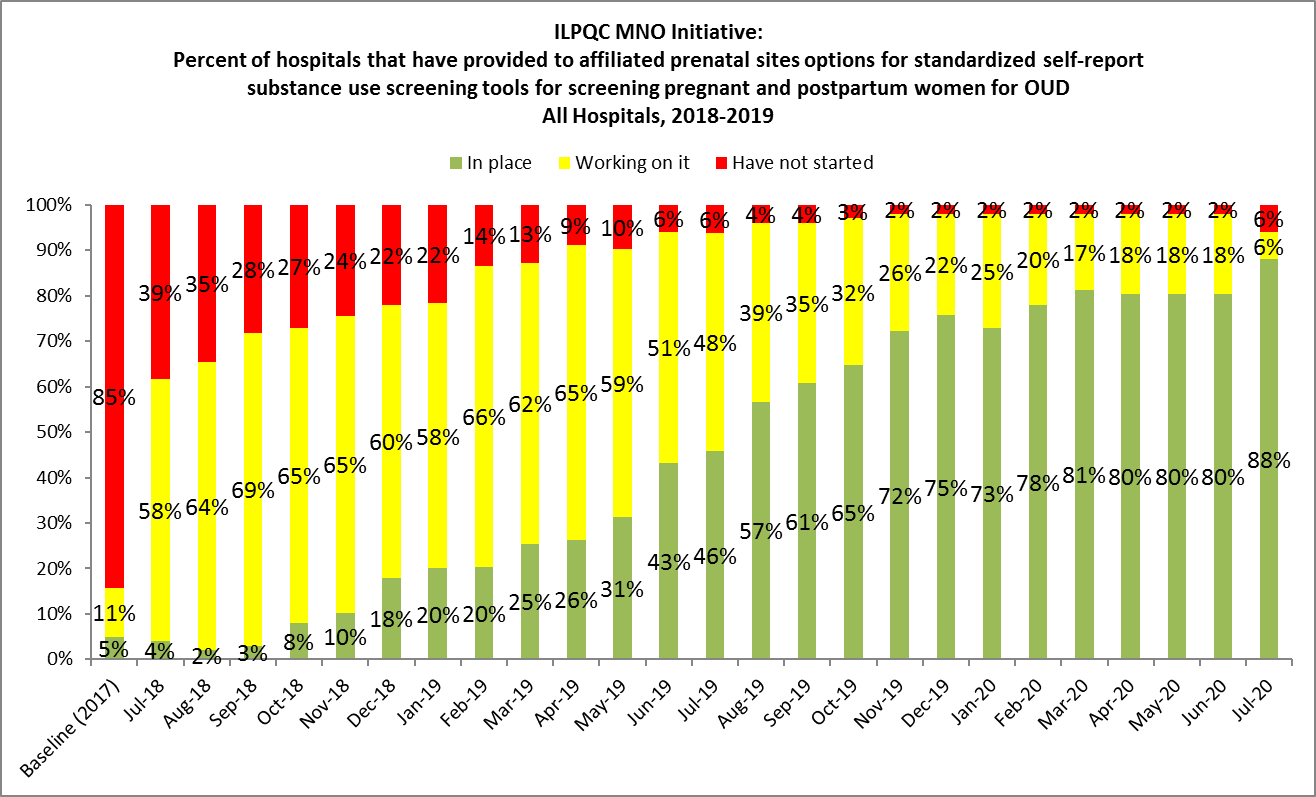 ILPQC MNO Initiative:
Percent of hospitals that have provided to affiliated prenatal sites options for standardized self-report
substance use screening tools for screening pregnant and postpartum women for OUD
All Hospitals, 2018-2019
In place Working on it Have not started
100%
90%
80%
70%
60%
50%
40%
30%
20%
10%
0%
85% 39% 35% 28% 27% 24% 22% 22% 14% 13% 9% 10% 6% 6% 4% 4% 3% 2% 2% 2% 2% 2% 2% 2% 2% 6%
11% 58% 64% 69% 65% 65% 60% 58% 66% 62% 65% 59% 51% 48% 39% 35% 32% 26% 22% 25% 20% 17% 18% 18% 18% 6%
5% 4% 2% 3% 8% 10% 18% 20% 20% 25% 26% 31% 43% 46% 57% 61% 65% 72% 75% 73% 78% 81% 80% 80% 80% 88%
Baseline (2017) Jul-18 Aug-18 Sep-18 Oct-18 Nov-18 Dec-18 Jan-19 Feb-19 Mar-19 Apr-19 May-19 Jun-19 Jul-19 Aug-19 Sep-19 Oct-19 Nov-19 Dec-19 Jan-20 Feb-20 Mar-20 Apr-20 May-20 Jun-20 Jul-20